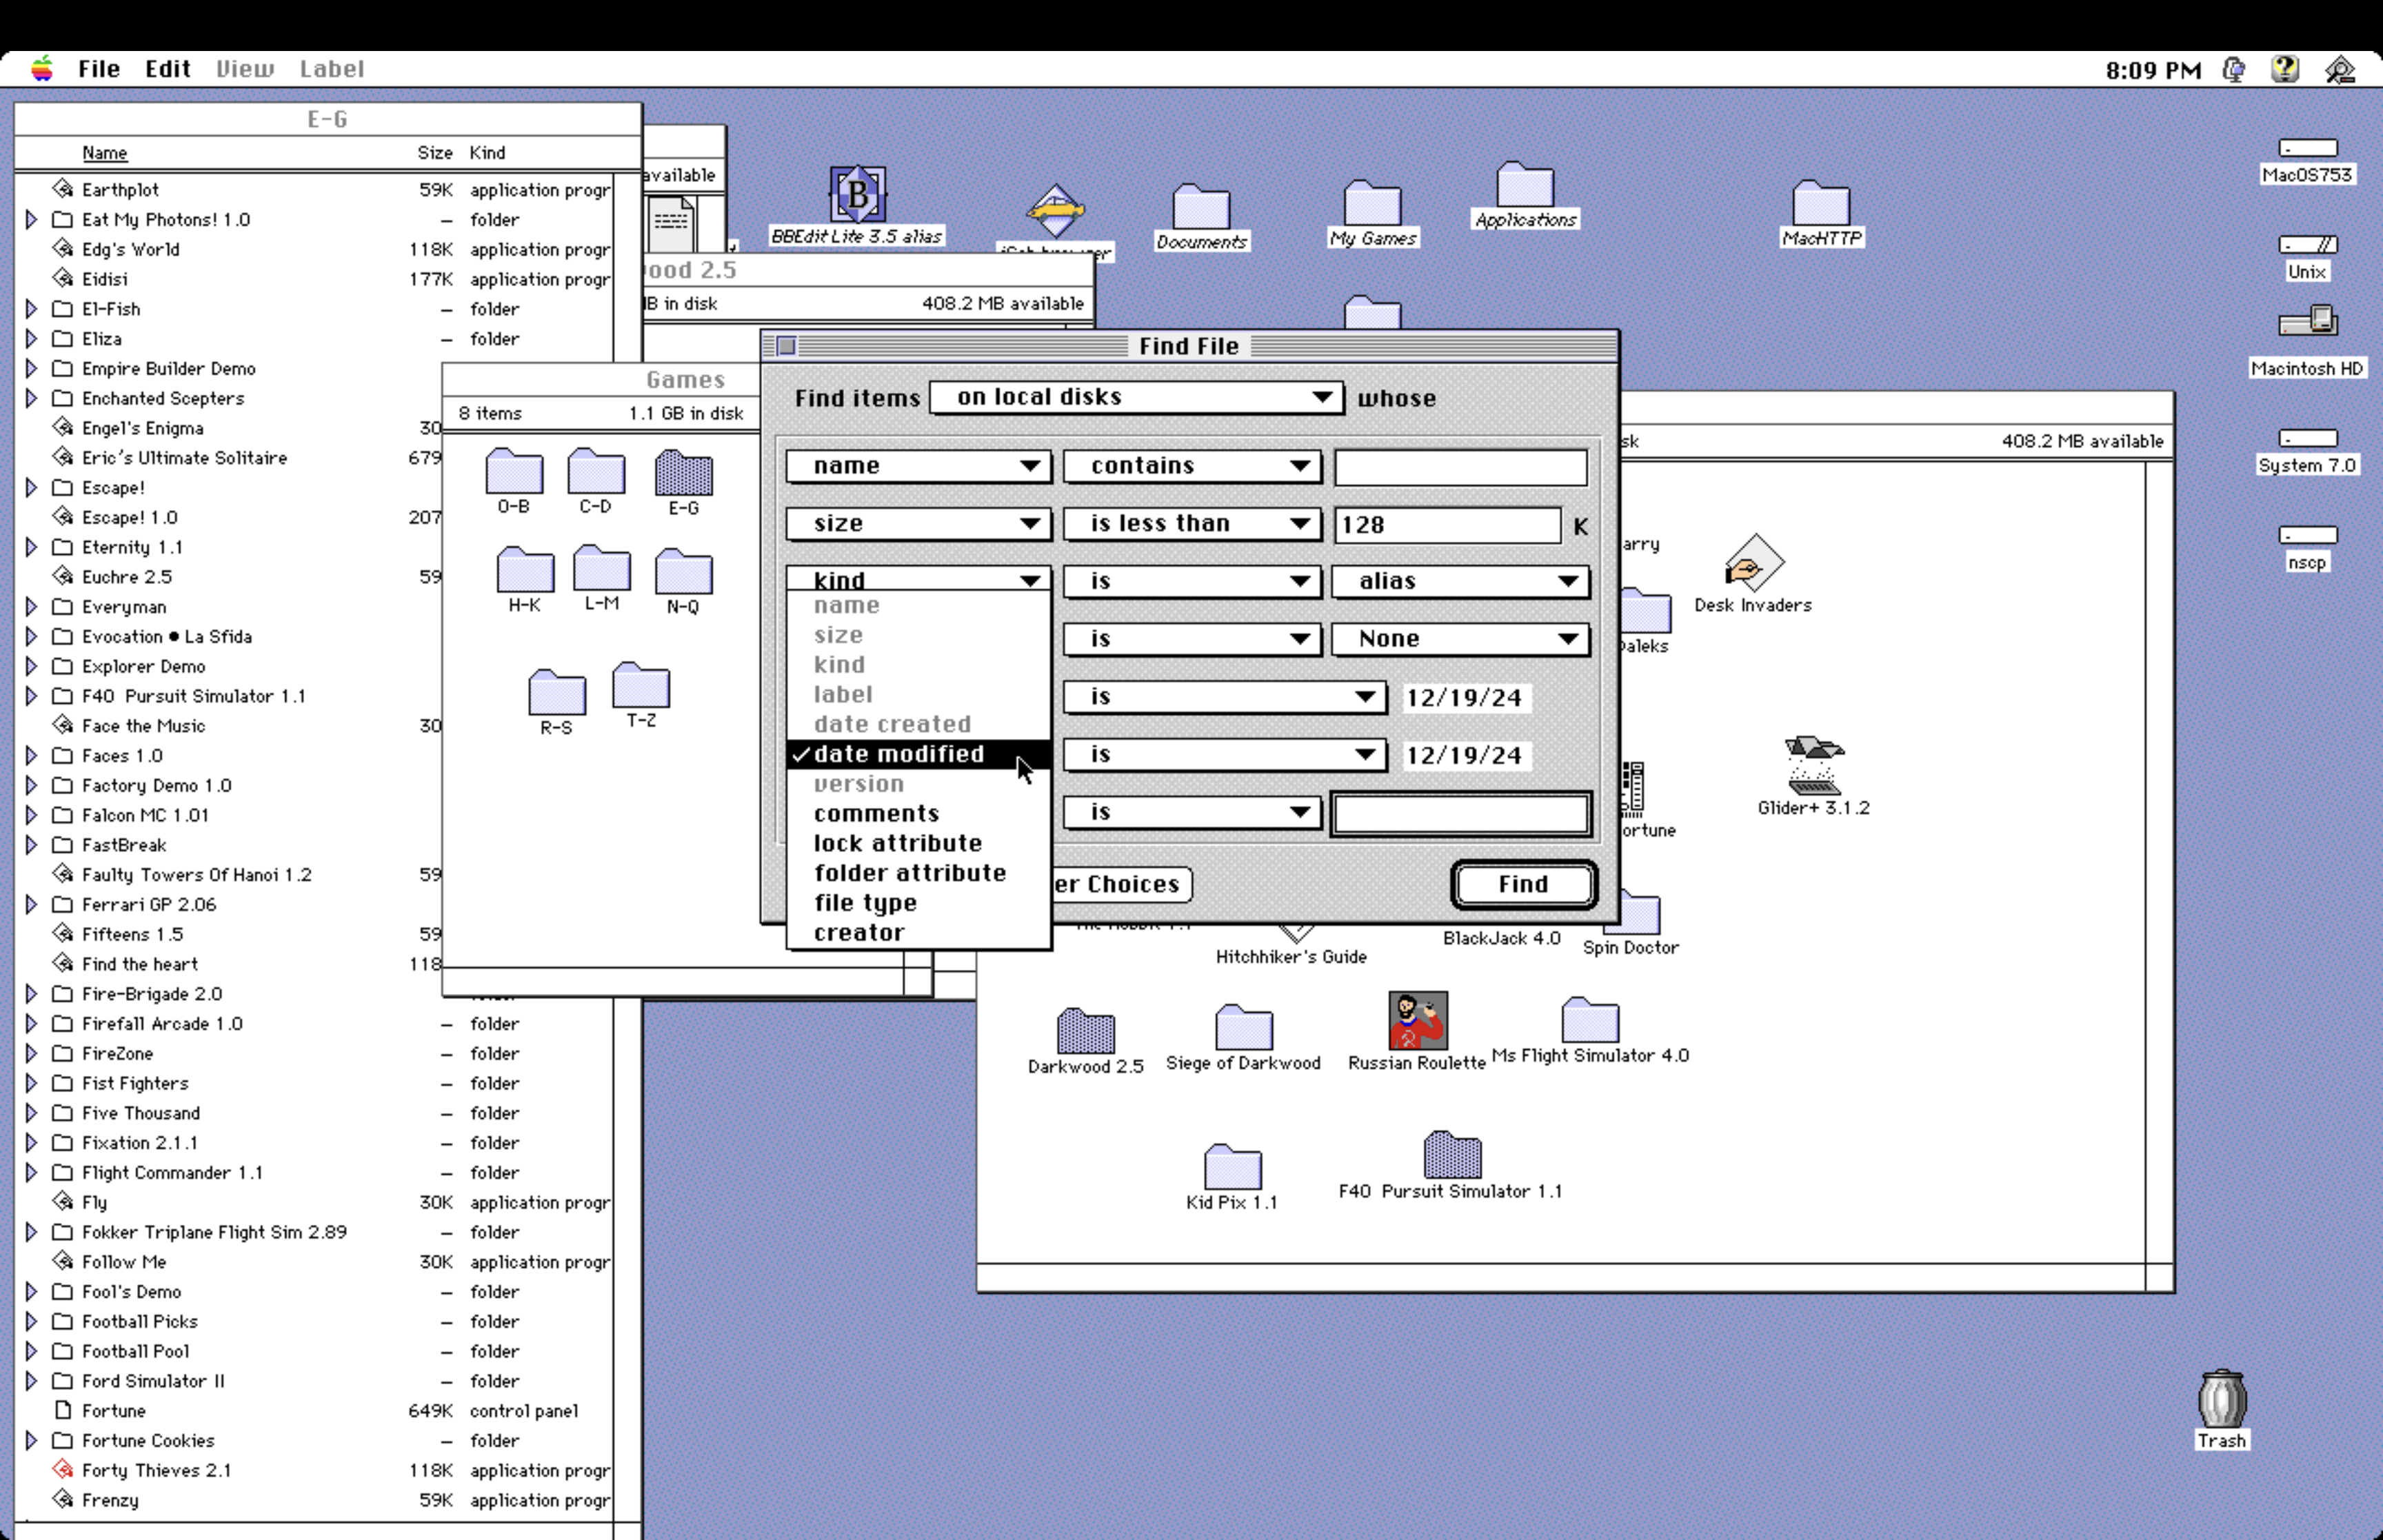 File Edit View Label
8:09 PM
E-G
Name Size Kind
Earthplot 59K application progr
Eat My Photons! 1.0 – folder
Edg's World 118K application progr
Eidisi 177K application progr
El-Fish – folder
Eliza – folder
Empire Builder Demo
Enchanted Scepters
Engel's Enigma 30
Eric's Ultimate Solitaire 679
Escape!
Escape! 1.0 207
Eternity 1.1
Euchre 2.5 59
Everyman
Evocation • La Sfida
Explorer Demo
F40 Pursuit Simulator 1.1
Face the Music 30
Faces 1.0
Factory Demo 1.0
Falcon MC 1.01
FastBreak
Faulty Towers Of Hanoi 1.2 59
Ferrari GP 2.06
Fifteens 1.5 59
Find the heart 118
Fire-Brigade 2.0
Firefall Arcade 1.0 – folder
FireZone – folder
Fist Fighters – folder
Five Thousand – folder
Fixation 2.1.1 – folder
Flight Commander 1.1 – folder
Fly 30K application progr
Fokker Triplane Flight Sim 2.89 – folder
Follow Me 30K application progr
Fool's Demo – folder
Football Picks – folder
Football Pool – folder
Ford Simulator II – folder
Fortune 649K control panel
Fortune Cookies – folder
Forty Thieves 2.1 118K application progr
Frenzy 59K application progr
available
ood 2.5
B in disk 408.2 MB available
Games
8 items 1.1 GB in disk
O-B C-D E-G
H-K L-M N-Q
R-S T-Z
BBEdit Lite 3.5 alias
Documents
My Games
Applications
MacHTTP
Find File
Find items on local disks whose
name contains
size is less than 128 K
kind is alias
name
size
is None
kind
label
is 12/19/24
date created
✓date modified
is 12/19/24
version
comments
is
lock attribute
folder attribute
file type
creator
er Choices
Find
sk 408.2 MB available
arry
Desk Invaders
aleks
Glider+ 3.1.2
ortune
Hitchhiker's Guide
BlackJack 4.0
Spin Doctor
Darkwood 2.5
Siege of Darkwood
Russian Roulette
Ms Flight Simulator 4.0
Kid Pix 1.1
F40 Pursuit Simulator 1.1
MacOS753
Unix
Macintosh HD
System 7.0
nscp
Trash